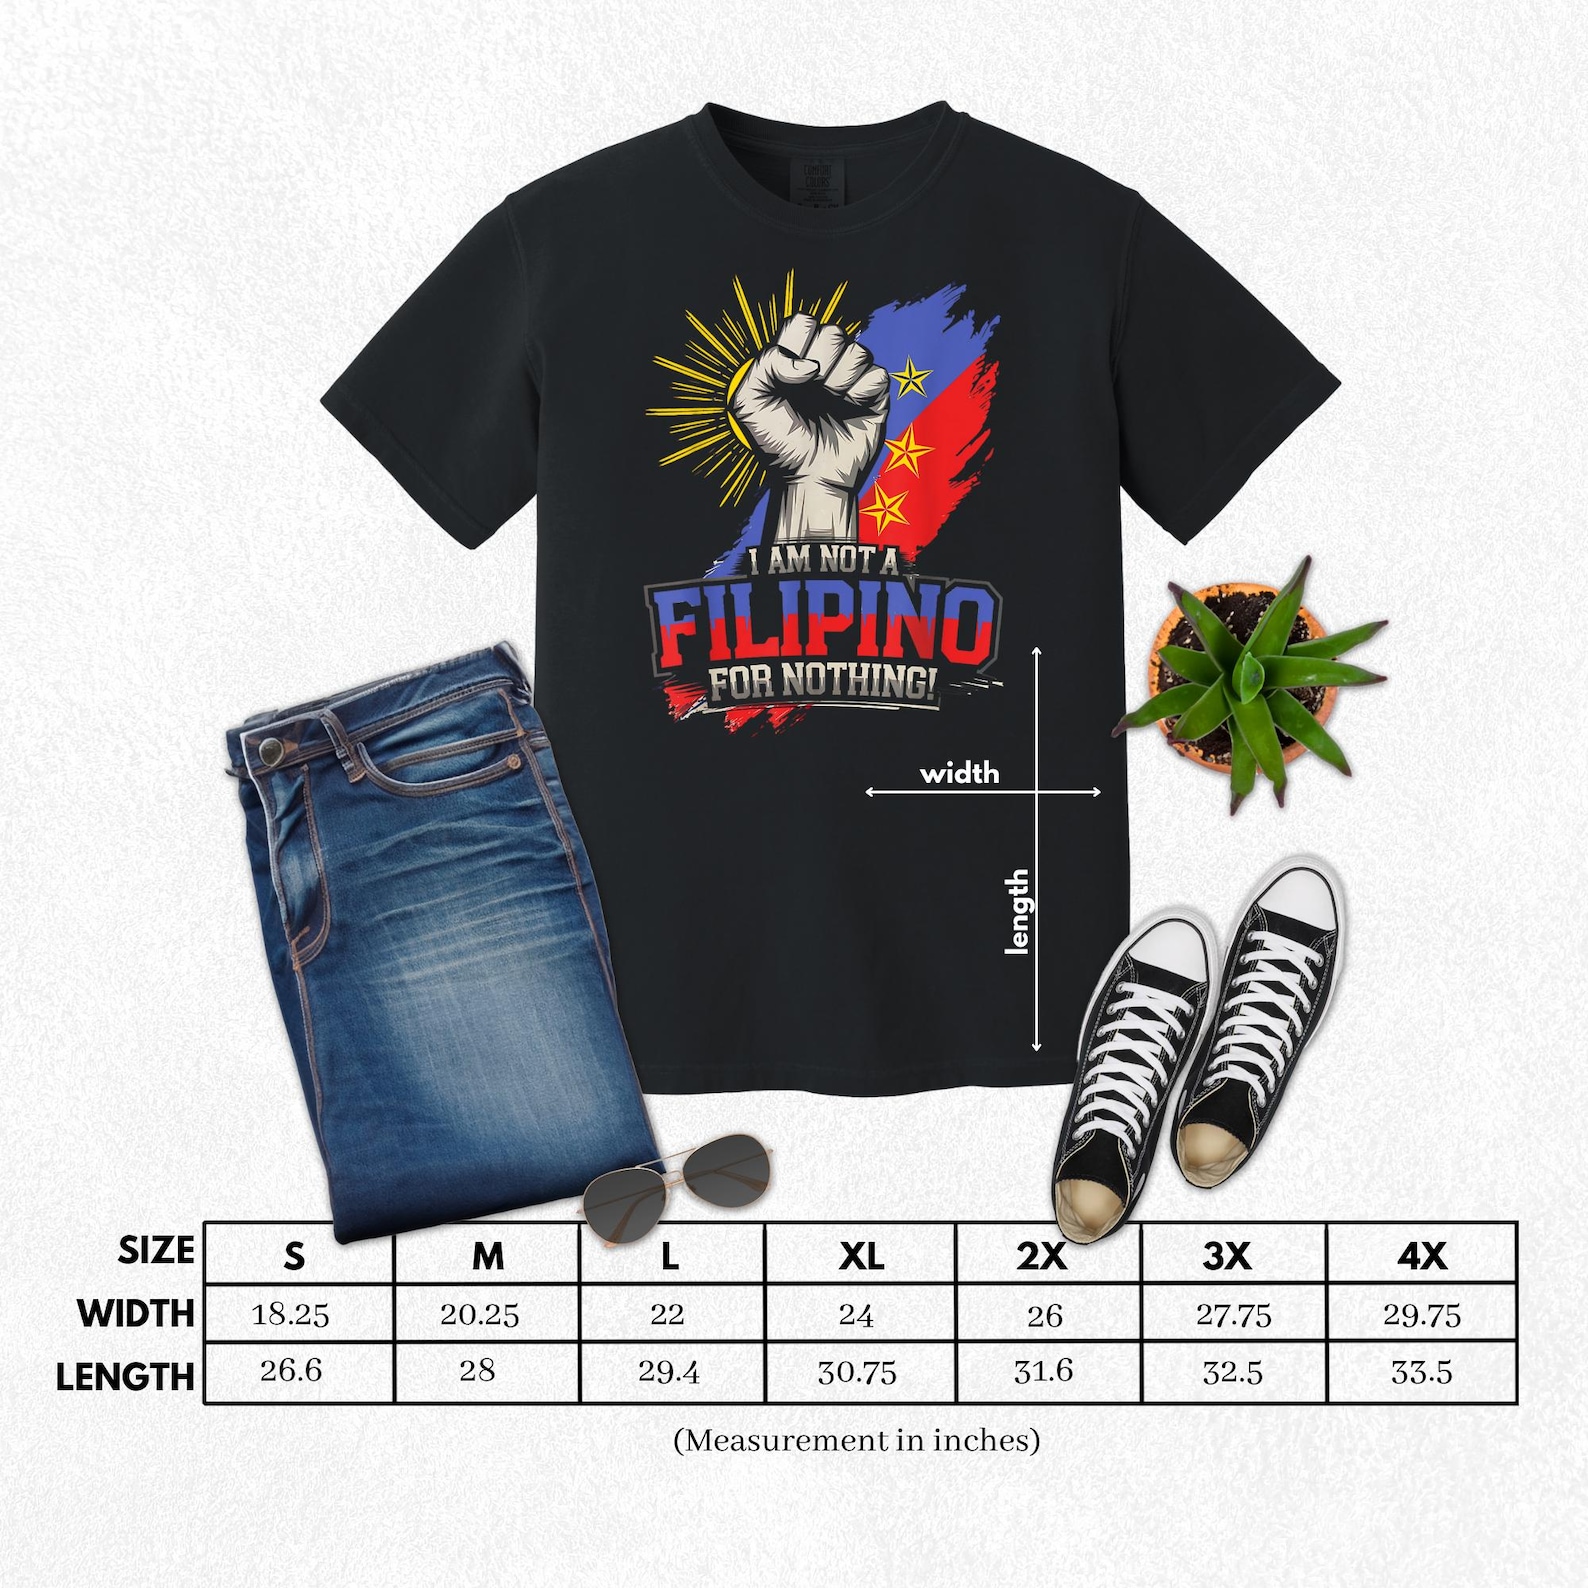 COMFORT
COLORS
I AM NOT A
FILIPINO
FOR NOTHING!
width
length
SIZE S M L XL 2X 3X 4X
WIDTH 18.25 20.25 22 24 26 27.75 29.75
LENGTH 26.6 28 29.4 30.75 31.6 32.5 33.5
(Measurement in inches)